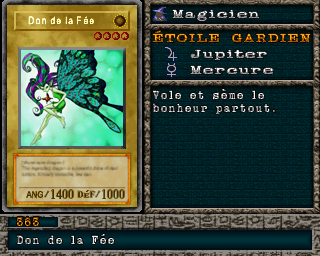 Don de la Fée
ANG/1400 DÉF/1000
Magicien
ÉTOILE GARDIEN
Jupiter
Mercure
Vole et sème le
bonheur partout.
363
Don de la Fée